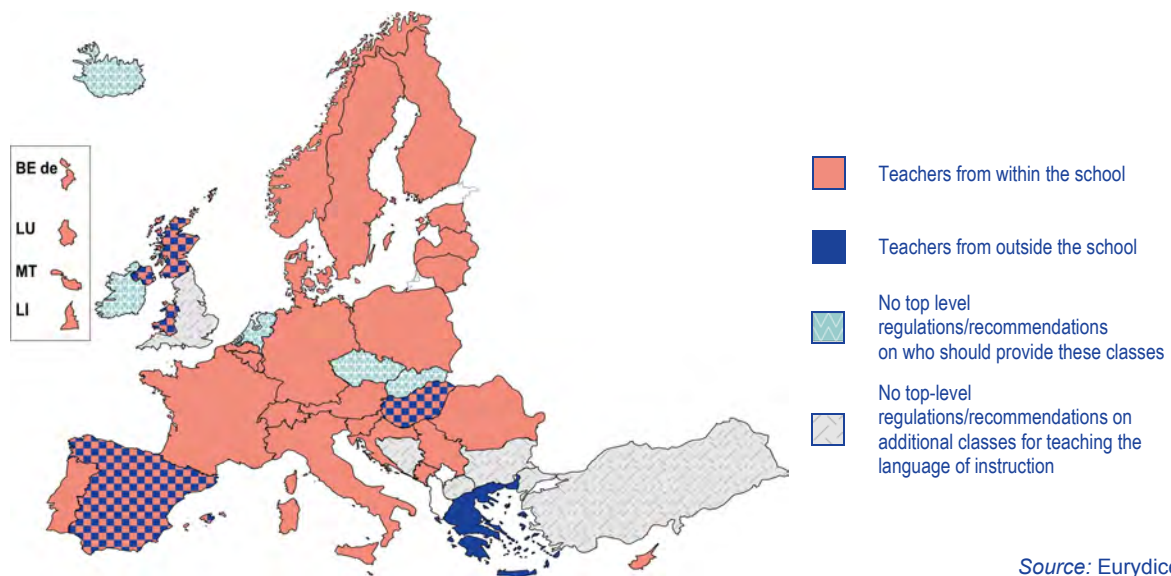 BE de
LU
MT
LI
Teachers from within the school
Teachers from outside the school
No top level
regulations/recommendations
on who should provide these classes
No top-level
regulations/recommendations on
additional classes for teaching the
language of instruction
Source: Eurydice